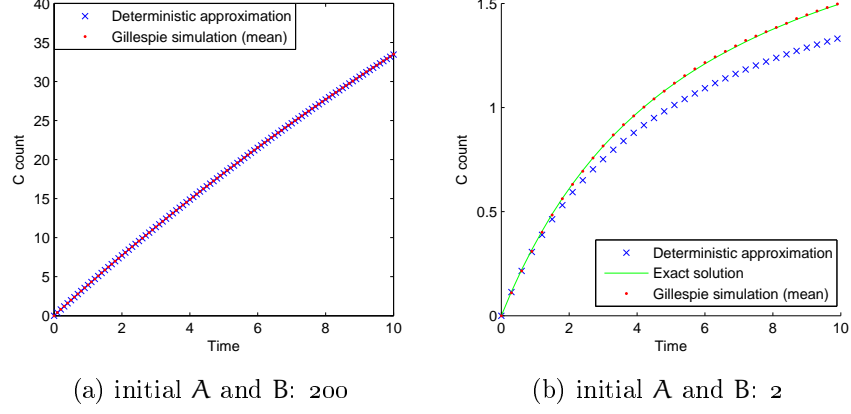 40
35
30
25
20
15
10
5
0
C count
0 2 4 6 8 10
Time
Deterministic approximation
Gillespie simulation (mean)
(a) initial A and B: 200
1.5
1
0.5
0
C count
0 2 4 6 8 10
Time
Deterministic approximation
Exact solution
Gillespie simulation (mean)
(b) initial A and B: 2